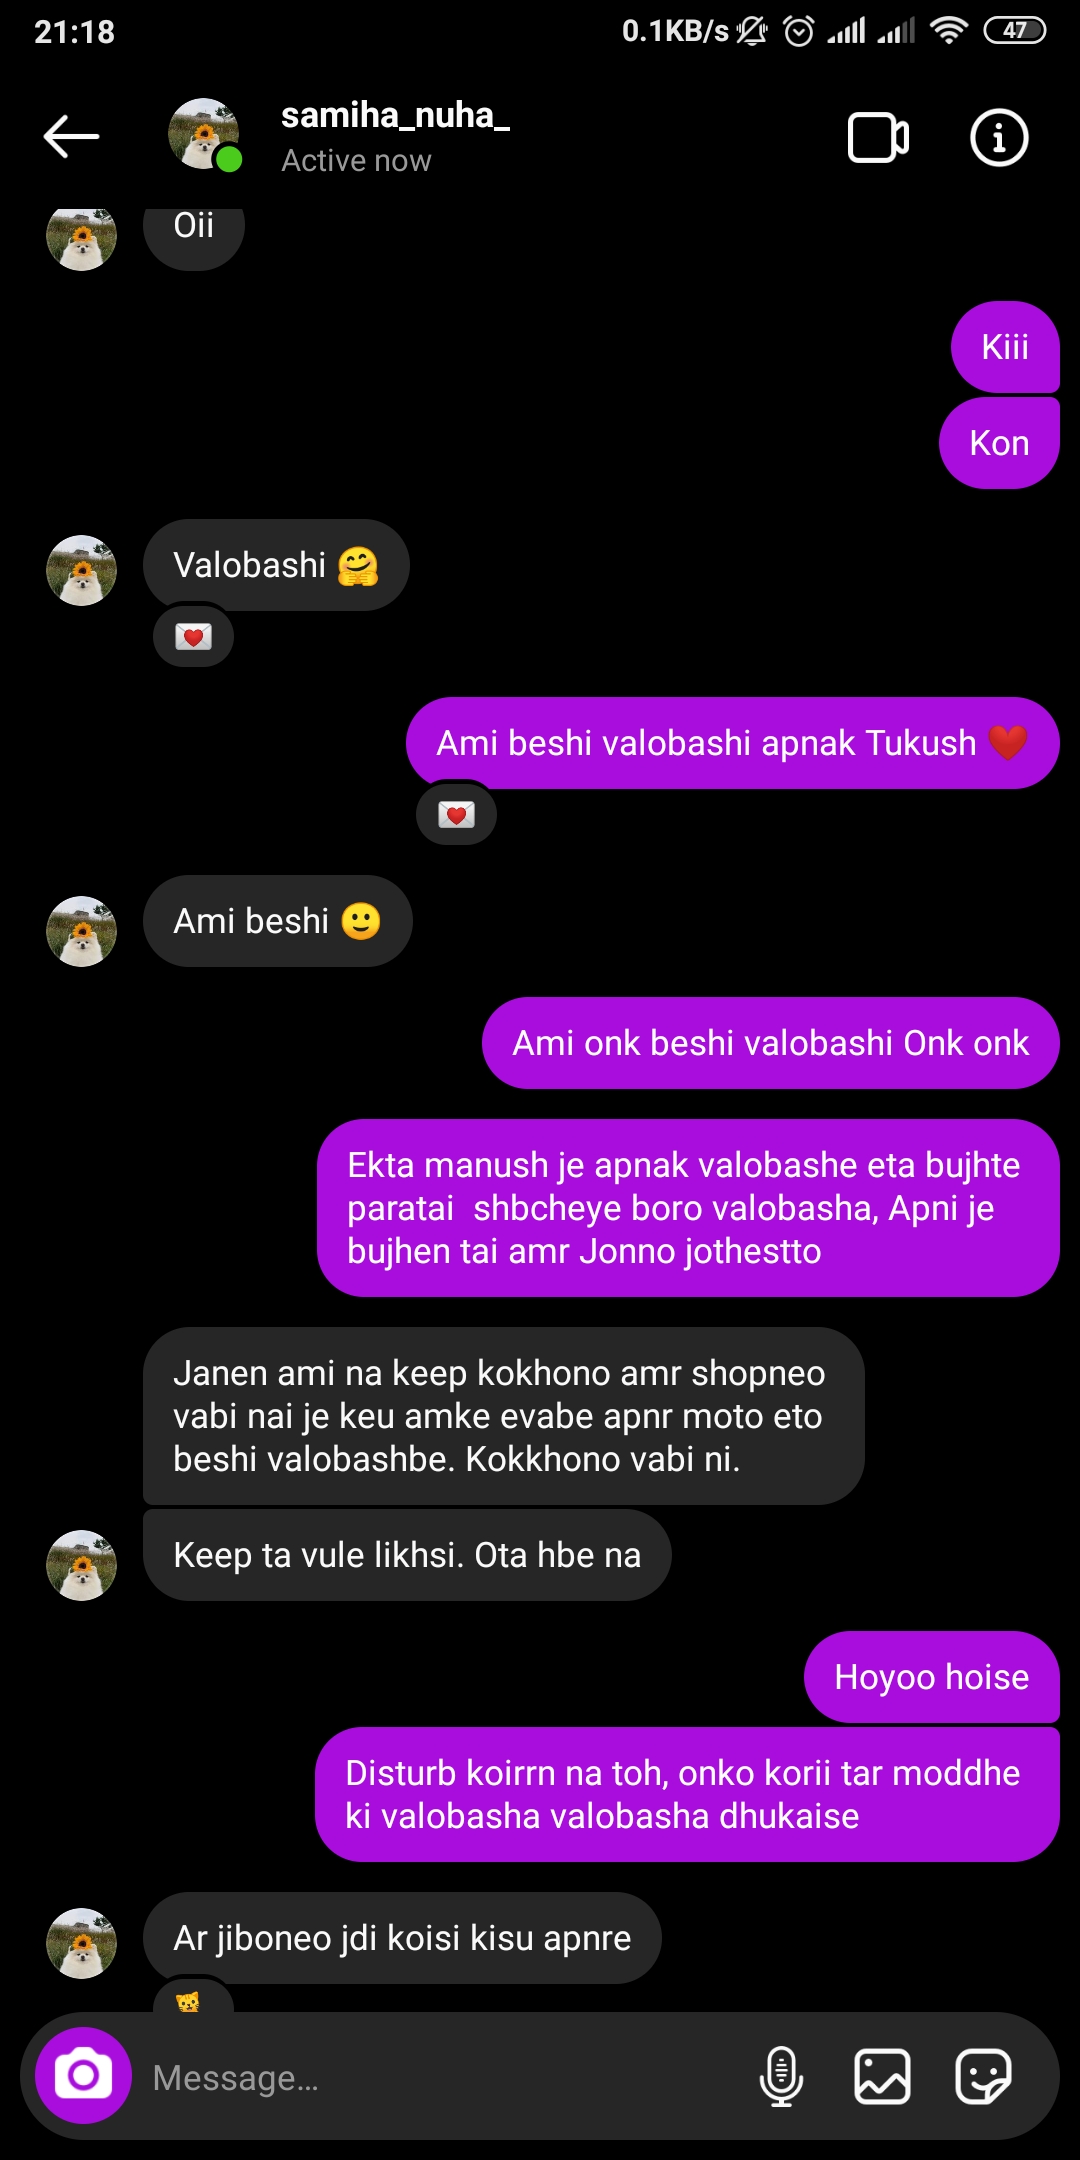 21:18
0.1KB/s
47
samiha_nuha_
Active now
Oii
Kiii
Kon
Valobashi 🤗
💌
Ami beshi valobashi apnak Tukush ❤️
💌
Ami beshi 🙂
Ami onk beshi valobashi Onk onk
Ekta manush je apnak valobashe eta bujhte
paratai  shbcheye boro valobasha, Apni je
bujhen tai amr Jonno jothestto
Janen ami na keep kokhono amr shopneo
vabi nai je keu amke evabe apnr moto eto
beshi valobashbe. Kokkhono vabi ni.
Keep ta vule likhsi. Ota hbe na
Hoyoo hoise
Disturb koirrn na toh, onko korii tar moddhe
ki valobasha valobasha dhukaise
Ar jiboneo jdi koisi kisu apnre
Message...